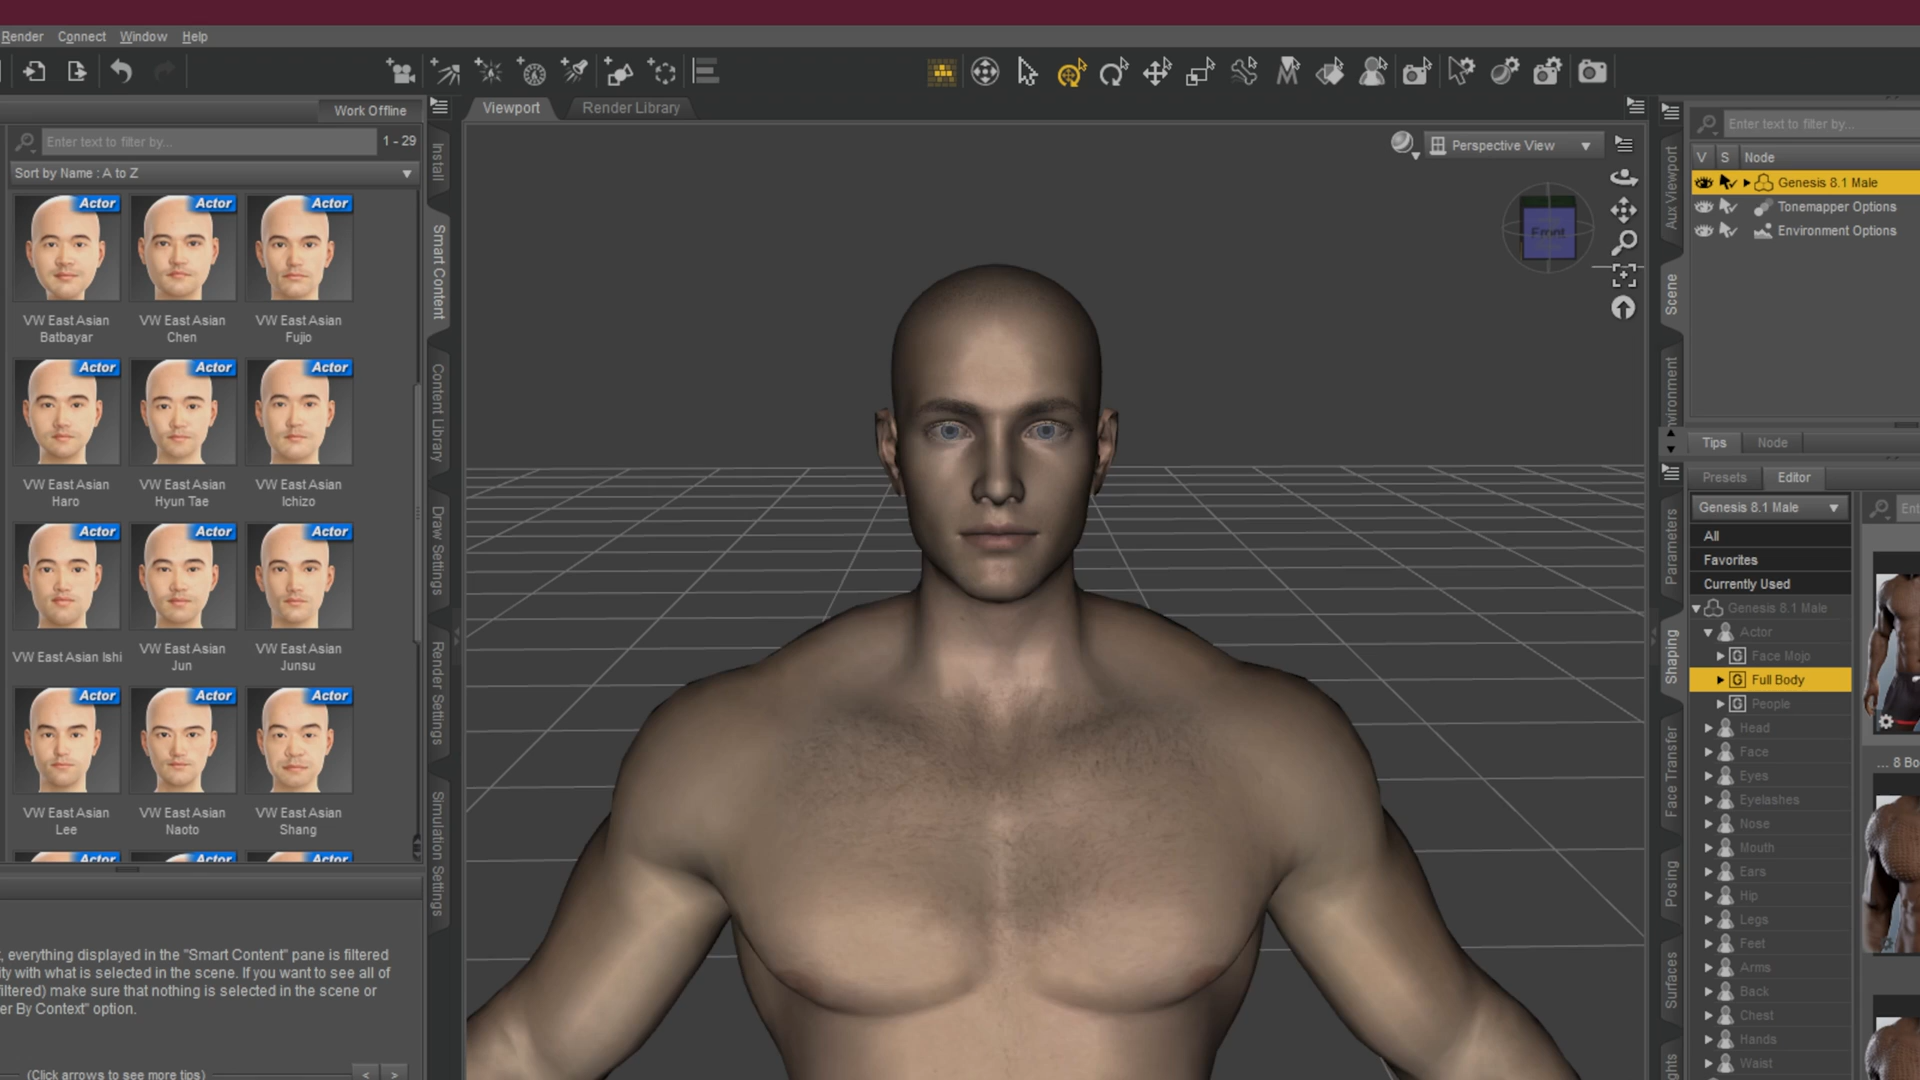 Render Connect Window Help
Work Offline
Viewport
Render Library
Enter text to filter by...
1 - 29
Sort by Name : A to Z
Actor
Actor
Actor
VW East Asian
Batbayar
VW East Asian
Chen
VW East Asian
Fujio
Actor
Actor
Actor
VW East Asian
Haro
VW East Asian
Hyun Tae
VW East Asian
Ichizo
Actor
Actor
Actor
VW East Asian Ishi
VW East Asian
Jun
VW East Asian
Junsu
Actor
Actor
Actor
VW East Asian
Lee
VW East Asian
Naoto
VW East Asian
Shang
Actor
Actor
Actor
, everything displayed in the "Smart Content" pane is filtered
ity with what is selected in the scene. If you want to see all of
filtered) make sure that nothing is selected in the scene or
er By Context" option.
(Click arrows to see more tips)
< >
Install
Smart Content
Content Library
Draw Settings
Render Settings
Simulation Settings
Perspective View
Front
Aux Viewport
Scene
nvironment
Parameters
Shaping
Face Transfer
Posing
Surfaces
ghts
Enter text to filter by...
V S Node
Genesis 8.1 Male
Tonemapper Options
Environment Options
Tips
Node
Presets
Editor
Genesis 8.1 Male
Ent
All
Favorites
Currently Used
Genesis 8.1 Male
Actor
G Face Mojo
G Full Body
G People
Head
Face
Eyes
Eyelashes
Nose
Mouth
Ears
Hip
Legs
Feet
Arms
Back
Chest
Hands
Waist
... 8 Bo